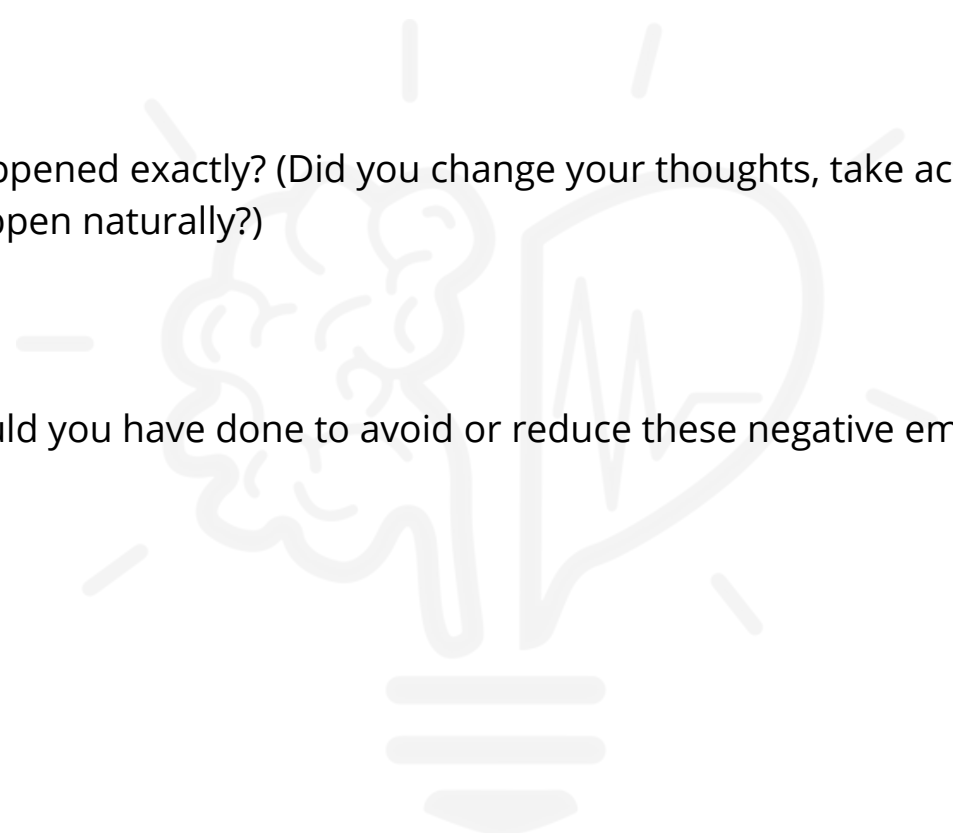 ppened exactly? (Did you change your thoughts, take ac
ppen naturally?)
uld you have done to avoid or reduce these negative em